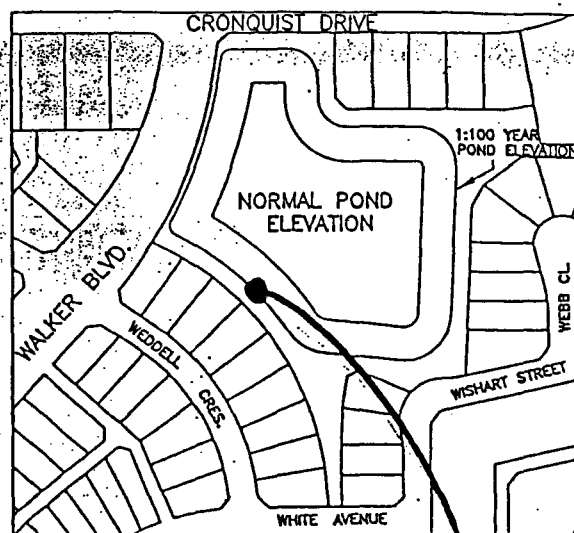 CRONQUIST DRIVE
1:100 YEAR
POND ELEVATION
NORMAL POND
ELEVATION
WALKER BLVD.
WEBB CL.
WEDDELL CRES.
WISHART STREET
WHITE AVENUE